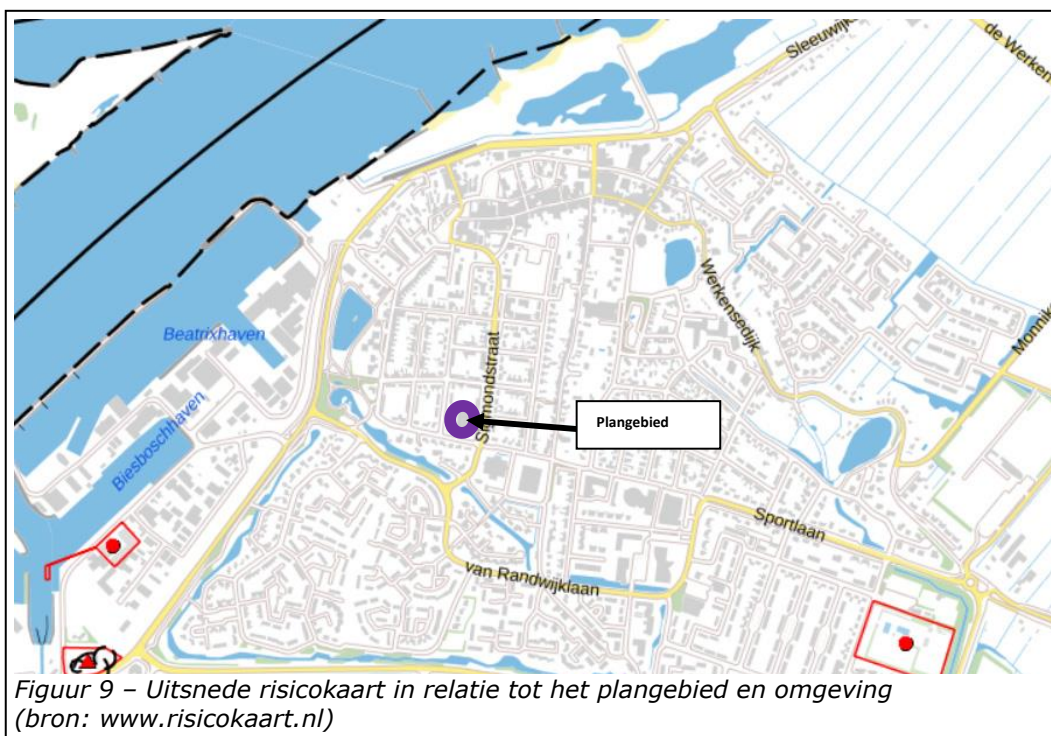 Sleeuwijk
de Werken
Beatrixhaven
Biesboschhaven
Werkensedijk
Monnik
Plangebied
Sportlaan
van Randwijklaan
Figuur 9 – Uitsnede risicokaart in relatie tot het plangebied en omgeving
(bron: www.risicokaart.nl)